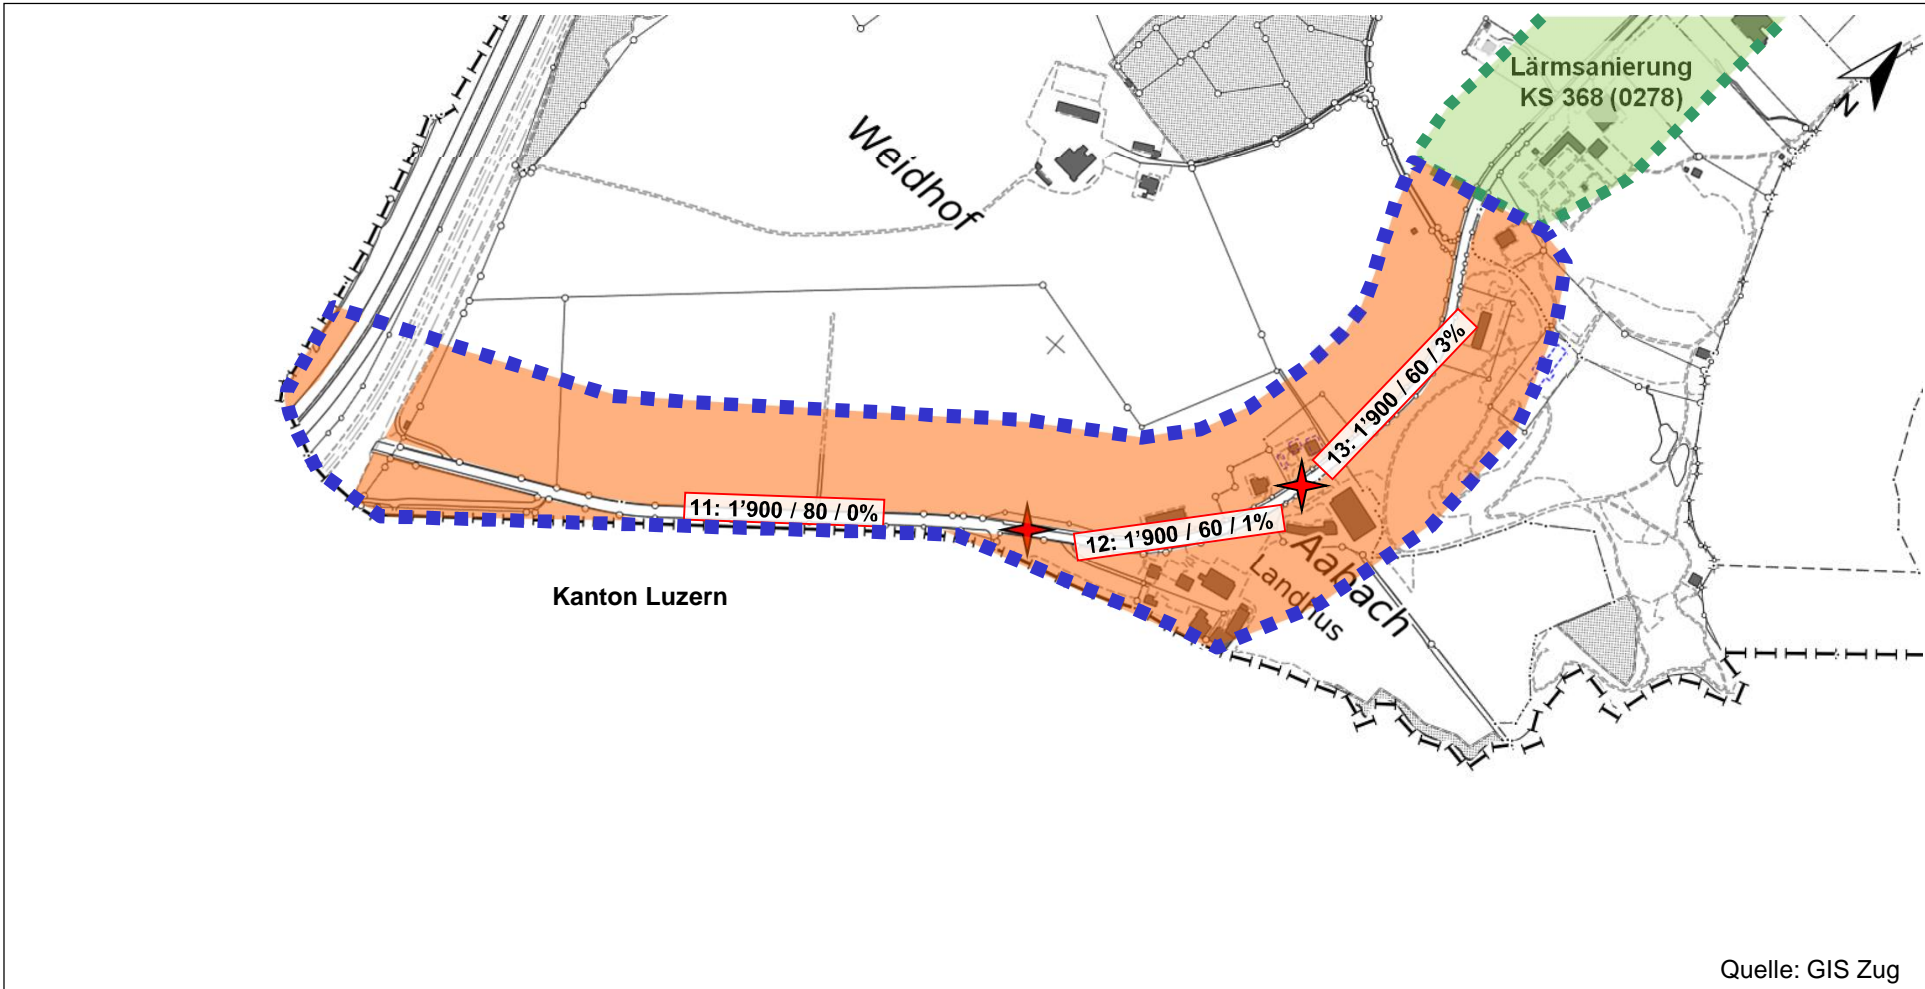 Lärmsanierung
KS 368 (0278)
N
Weidhof
13: 1’900 / 60 / 3%
11: 1’900 / 80 / 0%
12: 1’900 / 60 / 1%
Aabach
Landhus
Kanton Luzern
Quelle: GIS Zug